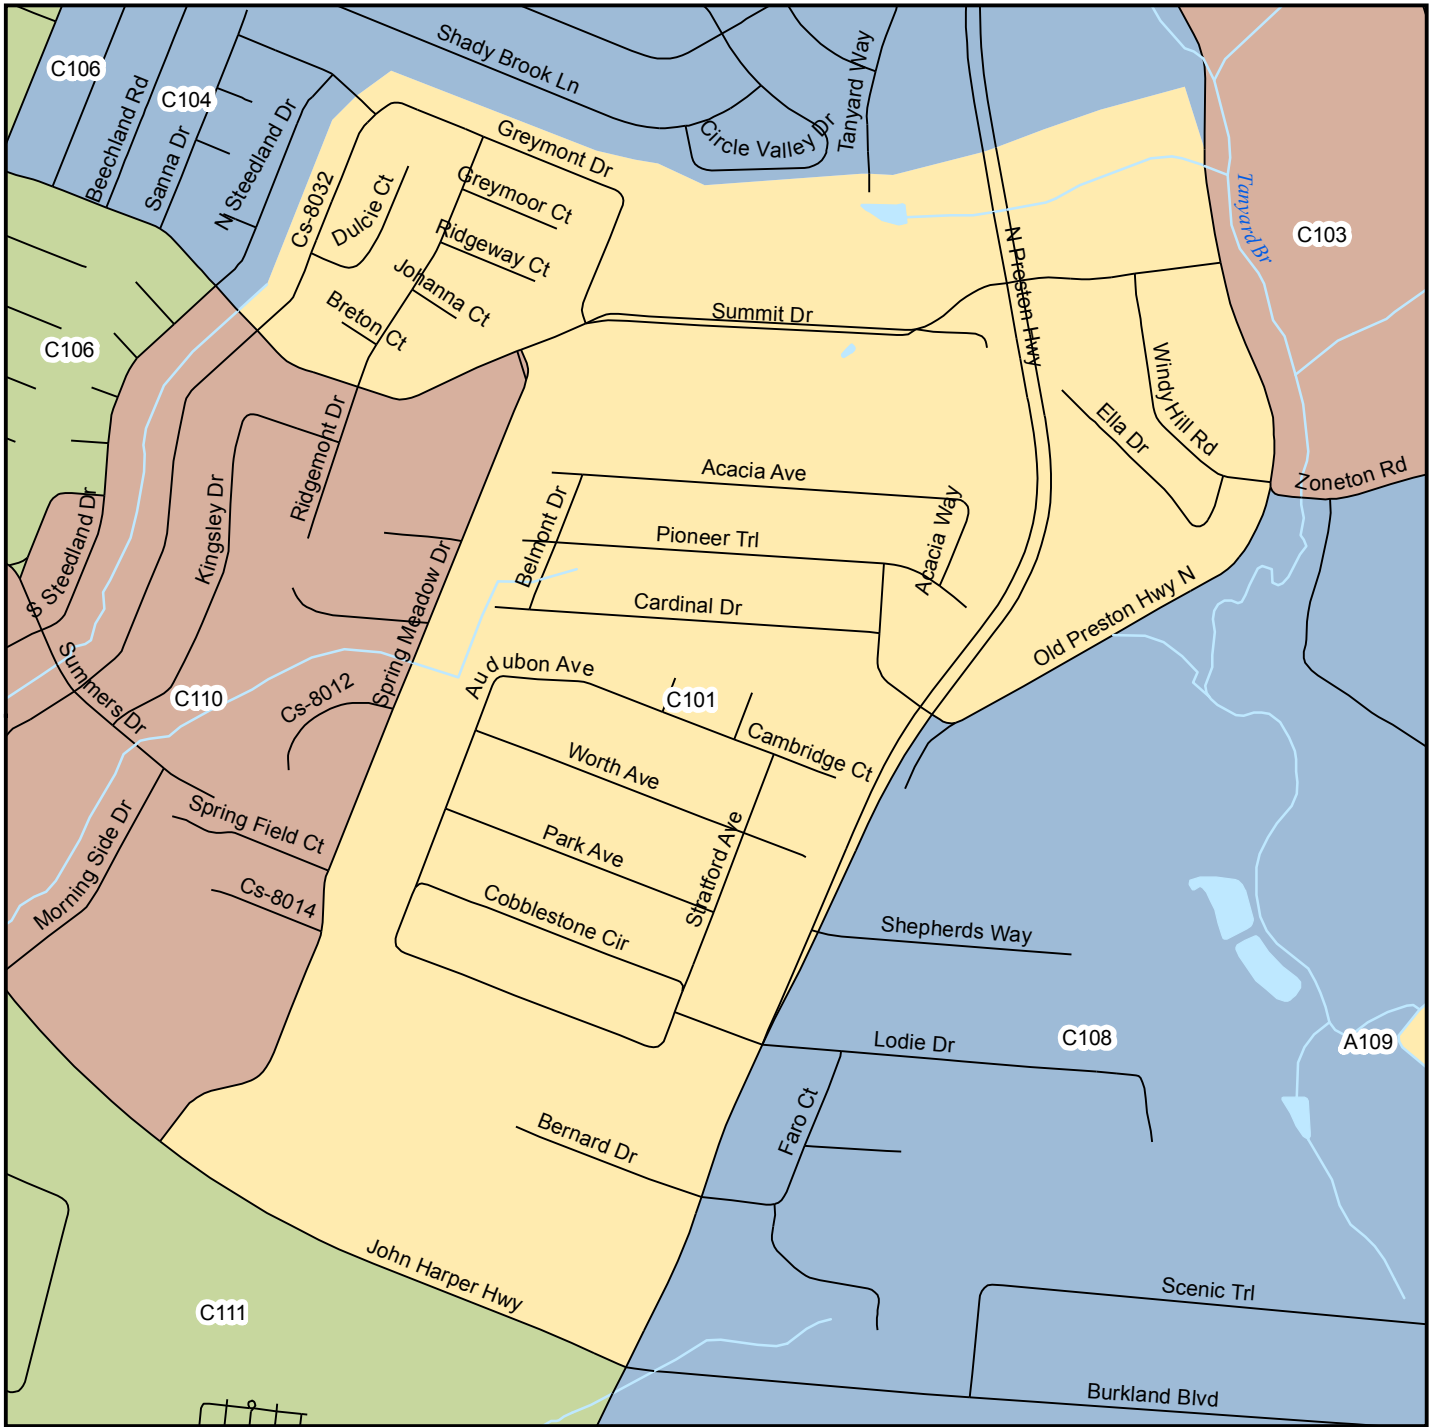 Shady Brook Ln
Tanyard Way
C106
C104
Beechland Rd
Sanna Dr
N Steedland Dr
Circle Valley Dr
Greymont Dr
Cs-8032
Dulcie Ct
Greymoor Ct
Ridgeway Ct
Johanna Ct
Breton Ct
Tanyard Br
C103
N Preston Hwy
Summit Dr
C106
Windy Hill Rd
Ella Dr
Ridgemont Dr
Kingsley Dr
Acacia Ave
Zoneton Rd
Belmont Dr
Acacia Way
Pioneer Trl
S Steedland Dr
Spring Meadow Dr
Cardinal Dr
Old Preston Hwy N
Summers Dr
Audubon Ave
C110
Cs-8012
C101
Cambridge Ct
Worth Ave
Spring Field Ct
Morning Side Dr
Park Ave
Stratford Ave
Cs-8014
Cobblestone Cir
Shepherds Way
Lodie Dr
C108
A109
Faro Ct
Bernard Dr
John Harper Hwy
C111
Scenic Trl
Burkland Blvd